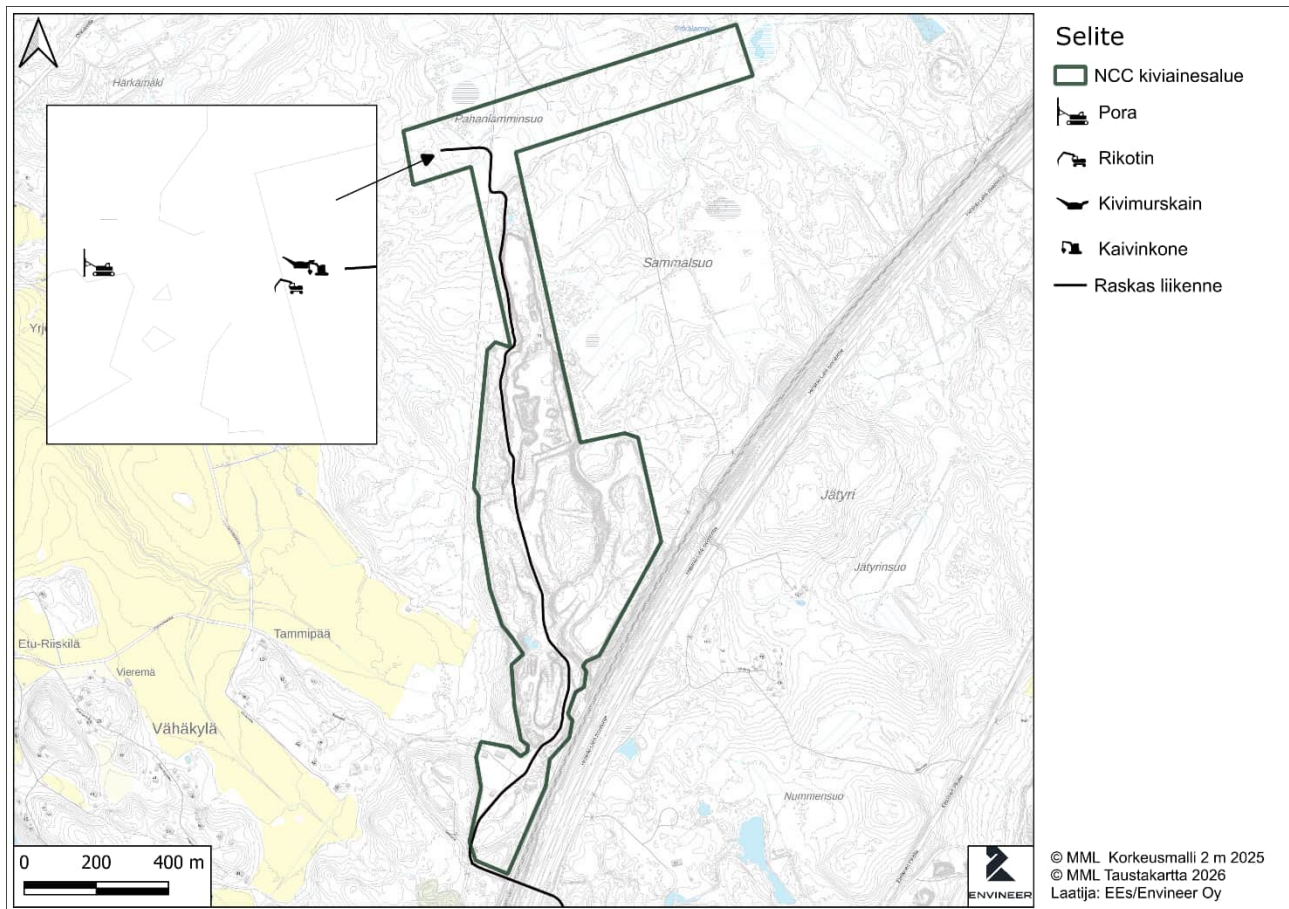 Härkämäki
Pahanlamminsuo
Sammalsuo
Yrj
Jätyri
Jätyrinsuo
Etu-Riiskilä
Tammipää
Vieremä
Vähäkylä
Nummensuo
0 200 400 m
ENVINEER
Selite
NCC kiviainesalue
Pora
Rikotin
Kivimurskain
Kaivinkone
Raskas liikenne
© MML Korkeusmalli 2 m 2025
© MML Taustakartta 2026
Laatija: EEs/Envineer Oy